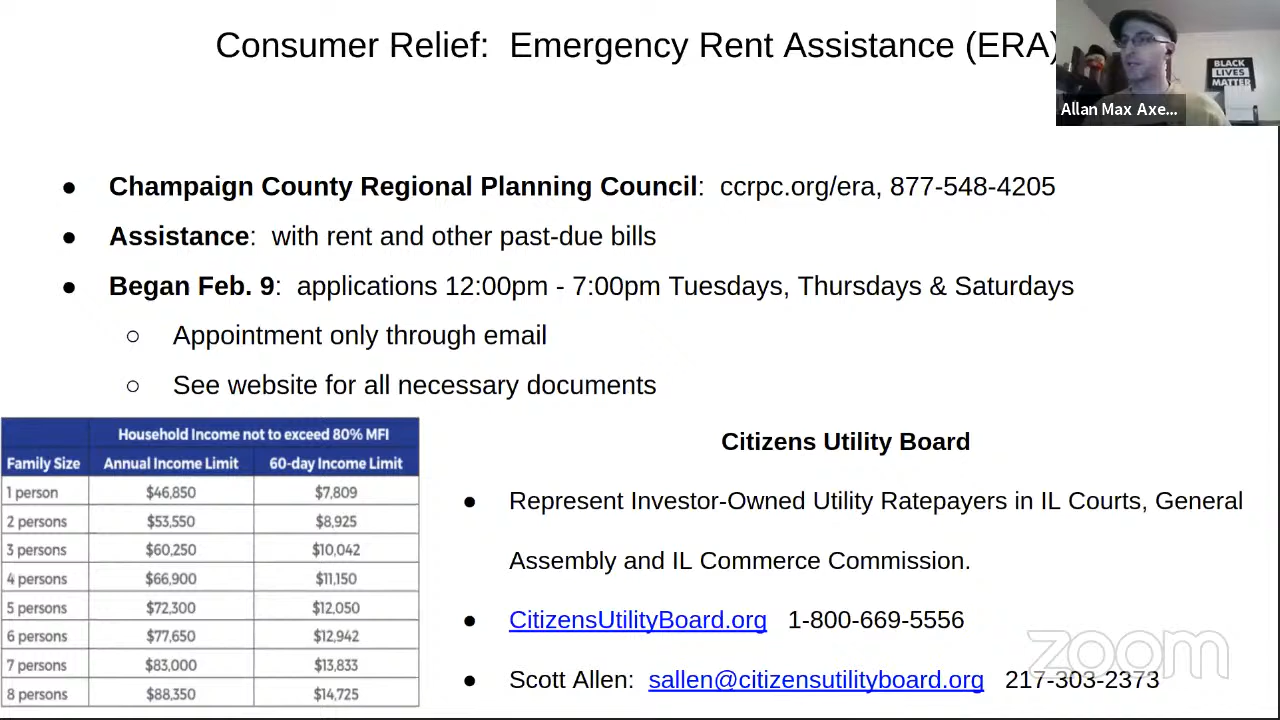 Consumer Relief: Emergency Rent Assistance (ERA)
BLACK
LIVES
MATTER
Allan Max Axe...
● Champaign County Regional Planning Council: ccrpc.org/era, 877-548-4205
● Assistance: with rent and other past-due bills
● Began Feb. 9: applications 12:00pm - 7:00pm Tuesdays, Thursdays & Saturdays
○ Appointment only through email
○ See website for all necessary documents
Household Income not to exceed 80% MFI
Family Size Annual Income Limit 60-day Income Limit
1 person $46,850 $7,809
2 persons $53,550 $8,925
3 persons $60,250 $10,042
4 persons $66,900 $11,150
5 persons $72,300 $12,050
6 persons $77,650 $12,942
7 persons $83,000 $13,833
8 persons $88,350 $14,725
Citizens Utility Board
● Represent Investor-Owned Utility Ratepayers in IL Courts, General
Assembly and IL Commerce Commission.
● CitizensUtilityBoard.org 1-800-669-5556
● Scott Allen: sallen@citizensutilityboard.org 217-303-2373
zoom